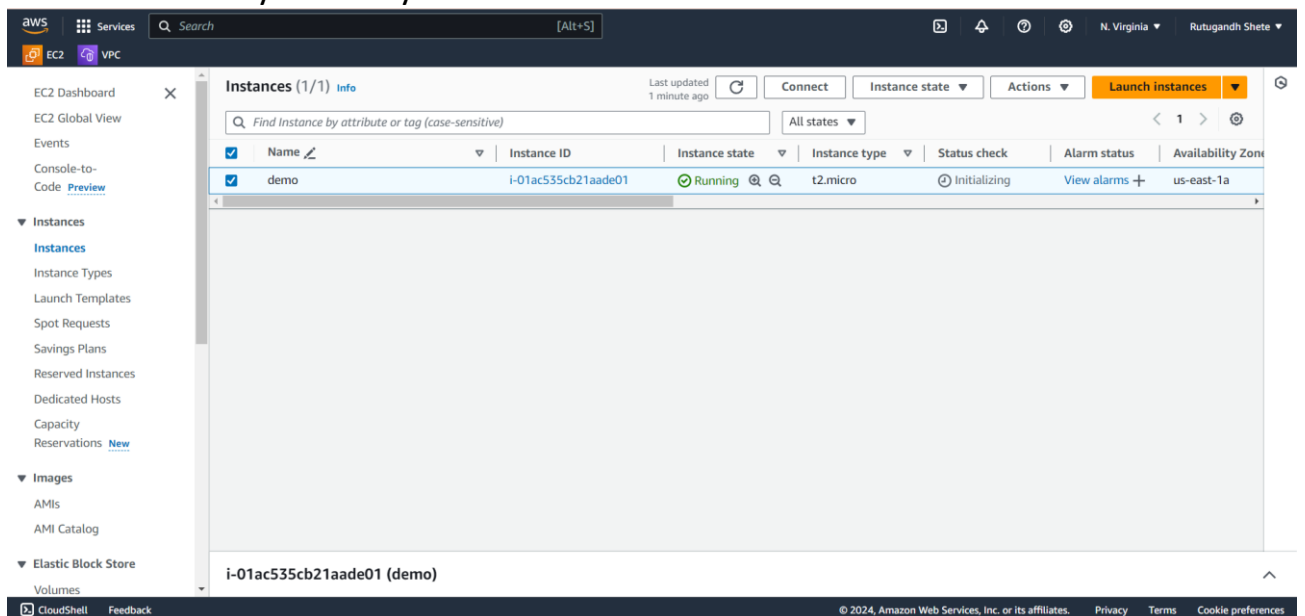 aws Services Search [Alt+S] N. Virginia Rutugandh Shete
EC2 VPC
EC2 Dashboard
EC2 Global View
Events
Console-to-
Code Preview
Instances
Instances
Instance Types
Launch Templates
Spot Requests
Savings Plans
Reserved Instances
Dedicated Hosts
Capacity
Reservations New
Images
AMIs
AMI Catalog
Elastic Block Store
Volumes
Instances (1/1) Info
Last updated
1 minute ago
Connect Instance state Actions Launch instances
Find Instance by attribute or tag (case-sensitive) All states 1
Name Instance ID Instance state Instance type Status check Alarm status Availability Zone
demo i-01ac535cb21aade01 Running t2.micro Initializing View alarms + us-east-1a
i-01ac535cb21aade01 (demo)
CloudShell Feedback © 2024, Amazon Web Services, Inc. or its affiliates. Privacy Terms Cookie preferences